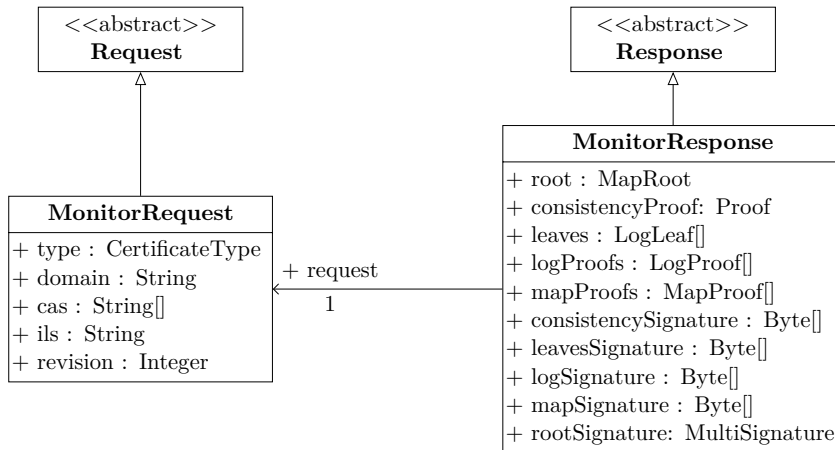 <<abstract>>
Request
<<abstract>>
Response
MonitorRequest
+ type : CertificateType
+ domain : String
+ cas : String[]
+ ils : String
+ revision : Integer
+ request
1
MonitorResponse
+ root : MapRoot
+ consistencyProof: Proof
+ leaves : LogLeaf[]
+ logProofs : LogProof[]
+ mapProofs : MapProof[]
+ consistencySignature : Byte[]
+ leavesSignature : Byte[]
+ logSignature : Byte[]
+ mapSignature : Byte[]
+ rootSignature: MultiSignature